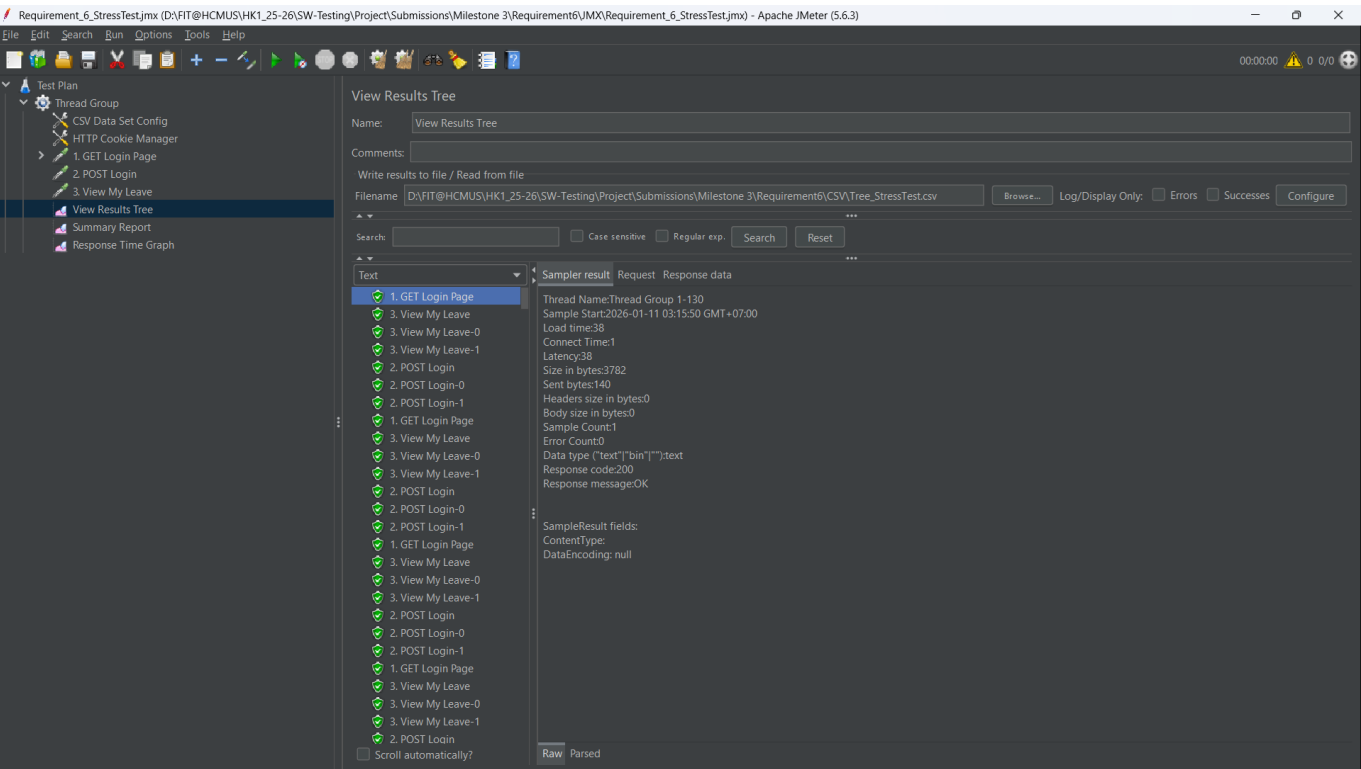 Requirement_6_StressTest.jmx (D:\FIT@HCMUS\HK1_25-26\SW-Testing\Project\Submissions\Milestone 3\Requirement6\JMX\Requirement_6_StressTest.jmx) - Apache JMeter (5.6.3)
File Edit Search Run Options Tools Help
00:00:00 0 0/0
Test Plan
Thread Group
CSV Data Set Config
HTTP Cookie Manager
1. GET Login Page
2. POST Login
3. View My Leave
View Results Tree
Summary Report
Response Time Graph
View Results Tree
Name: View Results Tree
Comments:
Write results to file / Read from file
Filename D:\FIT@HCMUS\HK1_25-26\SW-Testing\Project\Submissions\Milestone 3\Requirement6\CSV\Tree_StressTest.csv Browse... Log/Display Only: Errors Successes Configure
Search: Case sensitive Regular exp. Search Reset
Text
1. GET Login Page
3. View My Leave
3. View My Leave-0
3. View My Leave-1
2. POST Login
2. POST Login-0
2. POST Login-1
1. GET Login Page
3. View My Leave
3. View My Leave-0
3. View My Leave-1
2. POST Login
2. POST Login-0
2. POST Login-1
1. GET Login Page
3. View My Leave
3. View My Leave-0
3. View My Leave-1
2. POST Login
2. POST Login-0
2. POST Login-1
1. GET Login Page
3. View My Leave
3. View My Leave-0
3. View My Leave-1
2. POST Login
Scroll automatically?
Sampler result Request Response data
Thread Name:Thread Group 1-130
Sample Start:2026-01-11 03:15:50 GMT+07:00
Load time:38
Connect Time:1
Latency:38
Size in bytes:3782
Sent bytes:140
Headers size in bytes:0
Body size in bytes:0
Sample Count:1
Error Count:0
Data type ("text"|"bin"|""):text
Response code:200
Response message:OK
SampleResult fields:
ContentType:
DataEncoding: null
Raw Parsed